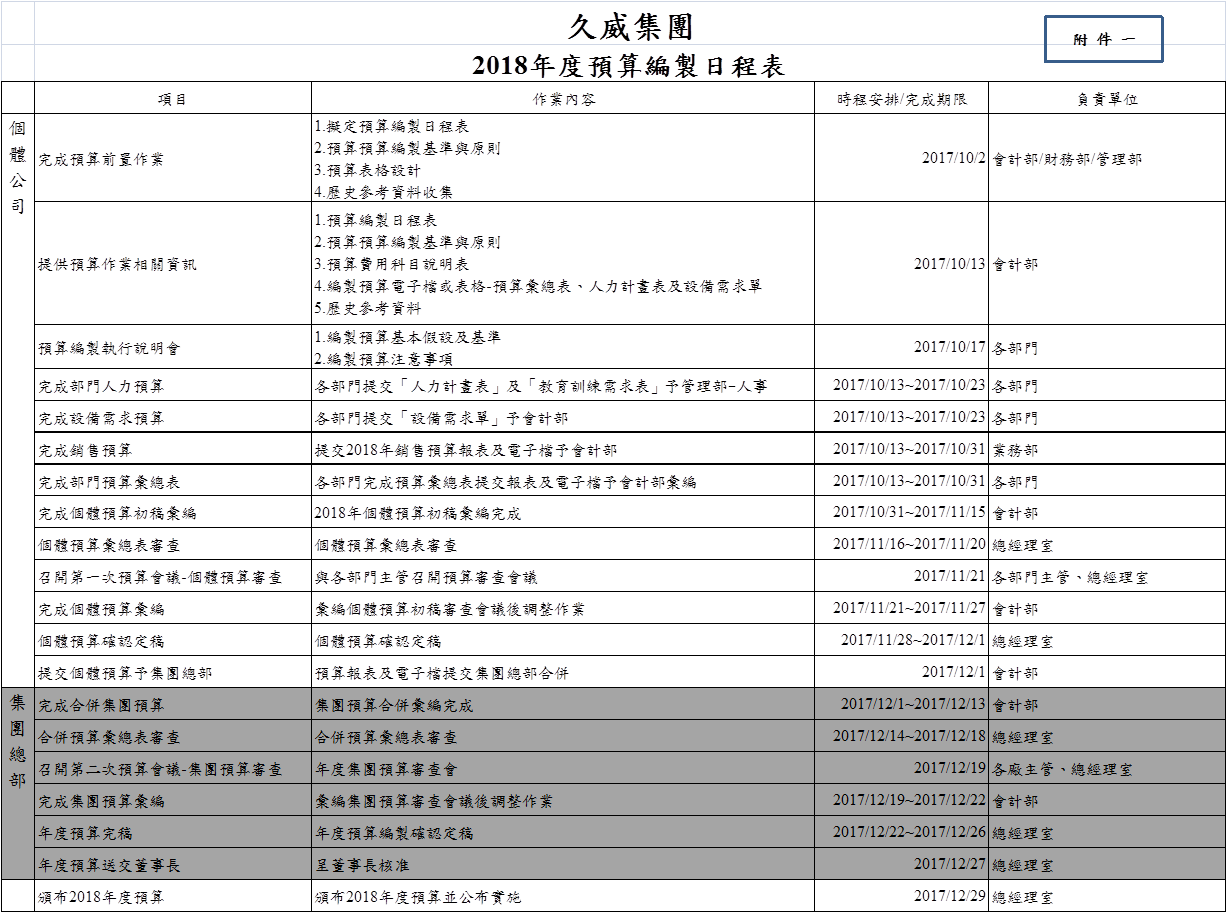 久威集團
附 件 一
2018年度預算編製日程表
項目 作業內容 時程安排/完成期限 負責單位
個體公司
完成預算前置作業
1.擬定預算編製日程表
2.預算預算編製基準與原則
3.預算表格設計
4.歷史參考資料收集
2017/10/2 會計部/財務部/管理部
提供預算作業相關資訊
1.預算編製日程表
2.預算預算編製基準與原則
3.預算費用科目說明表
4.編製預算電子檔或表格-預算彙總表、人力計畫表及設備需求單
5.歷史參考資料
2017/10/13 會計部
預算編製執行說明會
1.編製預算基本假設及基準
2.編製預算注意事項
2017/10/17 各部門
完成部門人力預算 各部門提交「人力計畫表」及「教育訓練需求表」予管理部-人事 2017/10/13~2017/10/23 各部門
完成設備需求預算 各部門提交「設備需求單」予會計部 2017/10/13~2017/10/23 各部門
完成銷售預算 提交2018年銷售預算報表及電子檔予會計部 2017/10/13~2017/10/31 業務部
完成部門預算彙總表 各部門完成預算彙總表提交報表及電子檔予會計部彙編 2017/10/13~2017/10/31 各部門
完成個體預算初稿彙編 2018年個體預算初稿彙編完成 2017/10/31~2017/11/15 會計部
個體預算彙總表審查 個體預算彙總表審查 2017/11/16~2017/11/20 總經理室
召開第一次預算會議-個體預算審查 與各部門主管召開預算審查會議 2017/11/21 各部門主管、總經理室
完成個體預算彙編 彙編個體預算初稿審查會議後調整作業 2017/11/21~2017/11/27 會計部
個體預算確認定稿 個體預算確認定稿 2017/11/28~2017/12/1 總經理室
提交個體預算予集團總部 預算報表及電子檔提交集團總部合併 2017/12/1 會計部
集團總部
完成合併集團預算 集團預算合併彙編完成 2017/12/1~2017/12/13 會計部
合併預算彙總表審查 合併預算彙總表審查 2017/12/14~2017/12/18 總經理室
召開第二次預算會議-集團預算審查 年度集團預算審查會 2017/12/19 各廠主管、總經理室
完成集團預算彙編 彙編集團預算審查會議後調整作業 2017/12/19~2017/12/22 會計部
年度預算完稿 年度預算編製確認定稿 2017/12/22~2017/12/26 總經理室
年度預算送交董事長 呈董事長核准 2017/12/27 總經理室
頒布2018年度預算 頒布2018年度預算並公布實施 2017/12/29 總經理室